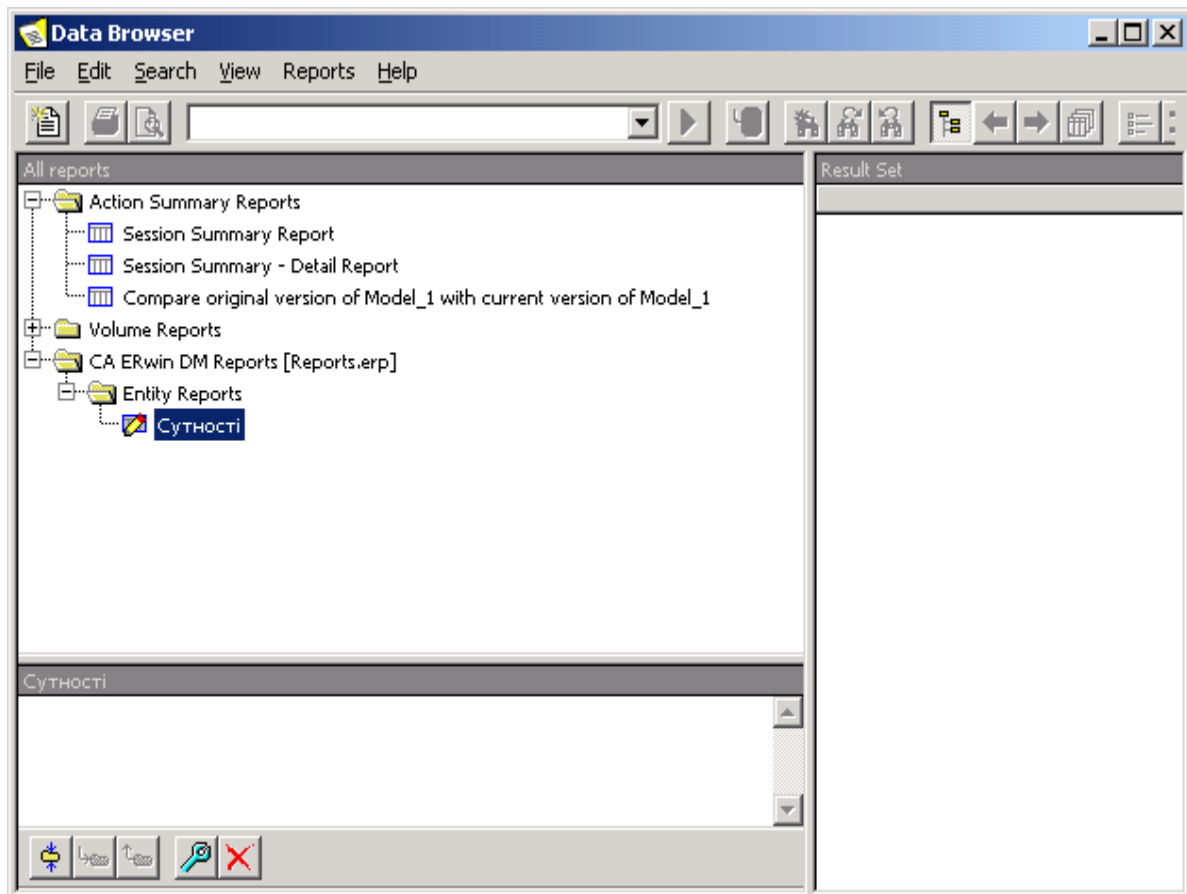 Data Browser
File Edit Search View Reports Help
All reports
Result Set
Action Summary Reports
Session Summary Report
Session Summary - Detail Report
Compare original version of Model_1 with current version of Model_1
Volume Reports
CA ERwin DM Reports [Reports.erp]
Entity Reports
Сутності
Сутності